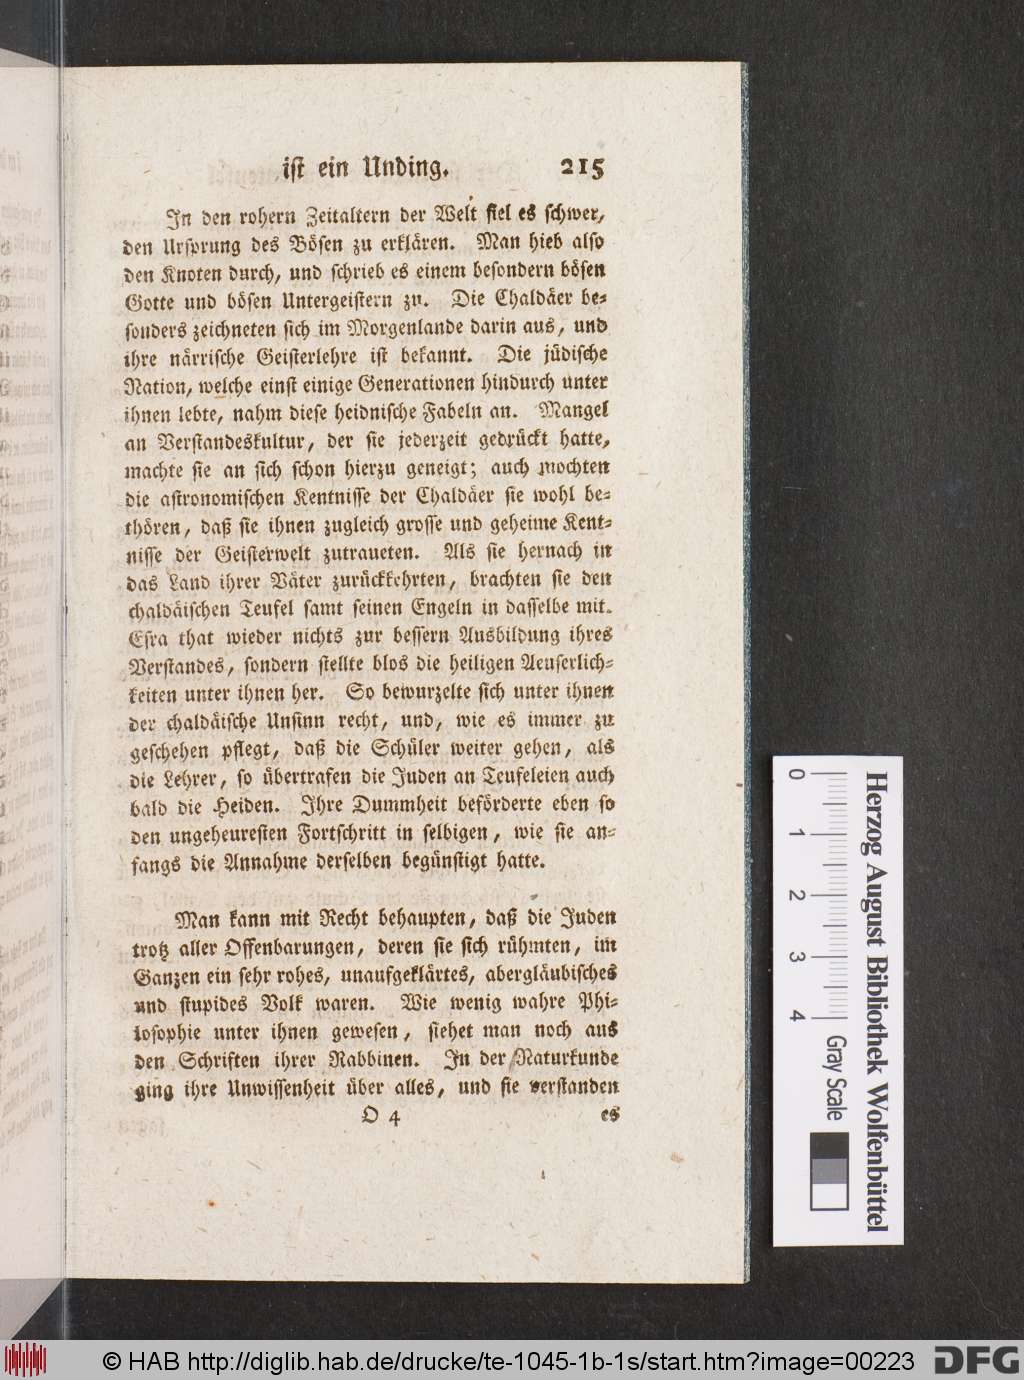 ist ein Unding. 215
In den rohern Zeitaltern der Welt fiel es schwer,
den Ursprung des Bösen zu erklären. Man hieb also
den Knoten durch, und schrieb es einem besondern bösen
Gotte und bösen Untergeistern zu. Die Chaldäer be-
sonders zeichneten sich im Morgenlande darin aus, und
ihre närrische Geisterlehre ist bekannt. Die jüdische
Nation, welche einst einige Generationen hindurch unter
ihnen lebte, nahm diese heidnische Fabeln an. Mangel
an Verstandeskultur, der sie jederzeit gedrückt hatte,
machte sie an sich schon hierzu geneigt; auch mochten
die astronomischen Kentnisse der Chaldäer sie wohl be-
thören, daß sie ihnen zugleich grosse und geheime Kent-
nisse der Geisterwelt zutraueten. Als sie hernach in
das Land ihrer Väter zurückkehrten, brachten sie den
chaldäischen Teufel samt seinen Engeln in dasselbe mit.
Esra that wieder nichts zur bessern Ausbildung ihres
Verstandes, sondern stellte blos die heiligen Aeuserlich-
keiten unter ihnen her. So bewurzelte sich unter ihnen
der chaldäische Unsinn recht, und, wie es immer zu
geschehen pflegt, daß die Schüler weiter gehen, als
die Lehrer, so übertrafen die Juden an Teufeleien auch
bald die Heiden. Ihre Dummheit beförderte eben so
den ungeheuresten Fortschritt in selbigen, wie sie an-
fangs die Annahme derselben begünstigt hatte.
Man kann mit Recht behaupten, daß die Juden
trotz aller Offenbarungen, deren sie sich rühmten, im
Ganzen ein sehr rohes, unaufgeklärtes, abergläubisches
und stupides Volk waren. Wie wenig wahre Phi-
losophie unter ihnen gewesen, siehet man noch aus
den Schriften ihrer Rabbinen. In der Naturkunde
ging ihre Unwissenheit über alles, und sie verstanden
O 4 es
Herzog August Bibliothek Wolfenbüttel
0 1 2 3 4 Gray Scale
© HAB http://diglib.hab.de/drucke/te-1045-1b-1s/start.htm?image=00223 DFG